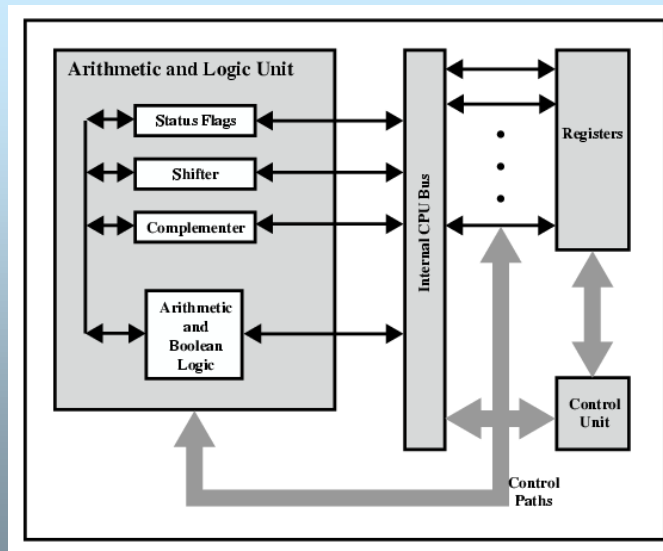 Arithmetic and Logic Unit
Status Flags
Shifter
Complementer
Arithmetic
and
Boolean
Logic
Internal CPU Bus
Registers
Control
Unit
Control
Paths